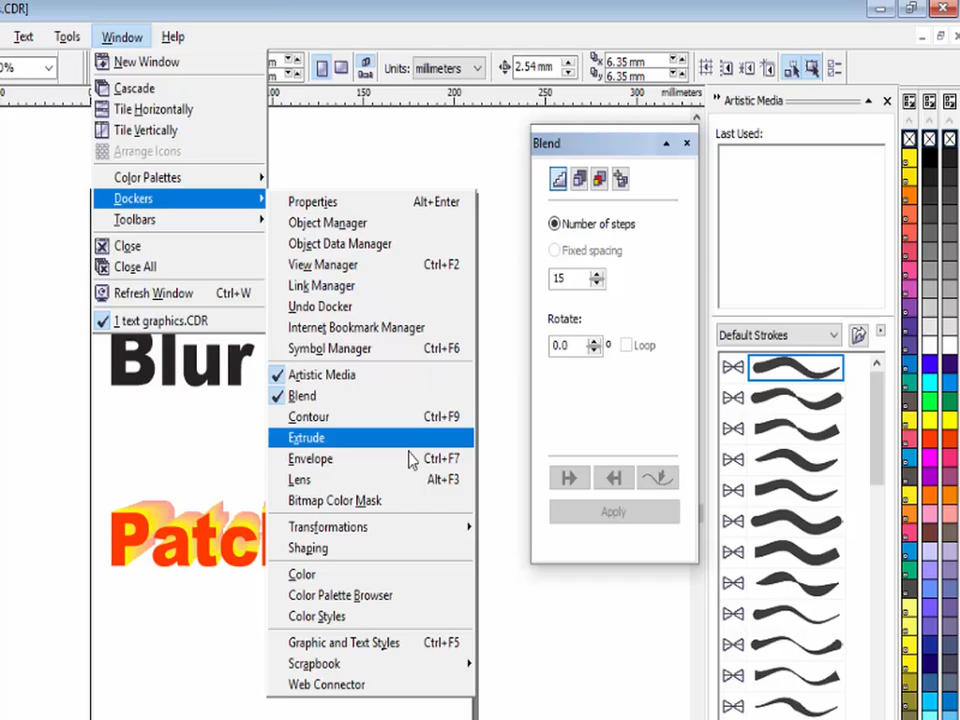 s.CDR]
Text Tools Window Help
0%
m
m
Units: millimeters
2.54 mm
x 6.35 mm
y 6.35 mm
100 150 200 250 300 millimeters
New Window
Cascade
Tile Horizontally
Tile Vertically
Arrange Icons
Color Palettes
Dockers
Toolbars
Close
Close All
Refresh Window Ctrl+W
1 text graphics.CDR
Properties Alt+Enter
Object Manager
Object Data Manager
View Manager Ctrl+F2
Link Manager
Undo Docker
Internet Bookmark Manager
Symbol Manager Ctrl+F6
Artistic Media
Blend
Contour Ctrl+F9
Extrude
Envelope Ctrl+F7
Lens Alt+F3
Bitmap Color Mask
Transformations
Shaping
Color
Color Palette Browser
Color Styles
Graphic and Text Styles Ctrl+F5
Scrapbook
Web Connector
Blur
Patc
Blend
Number of steps
Fixed spacing
15
Rotate:
0.0 o Loop
Apply
Artistic Media
Last Used:
Default Strokes